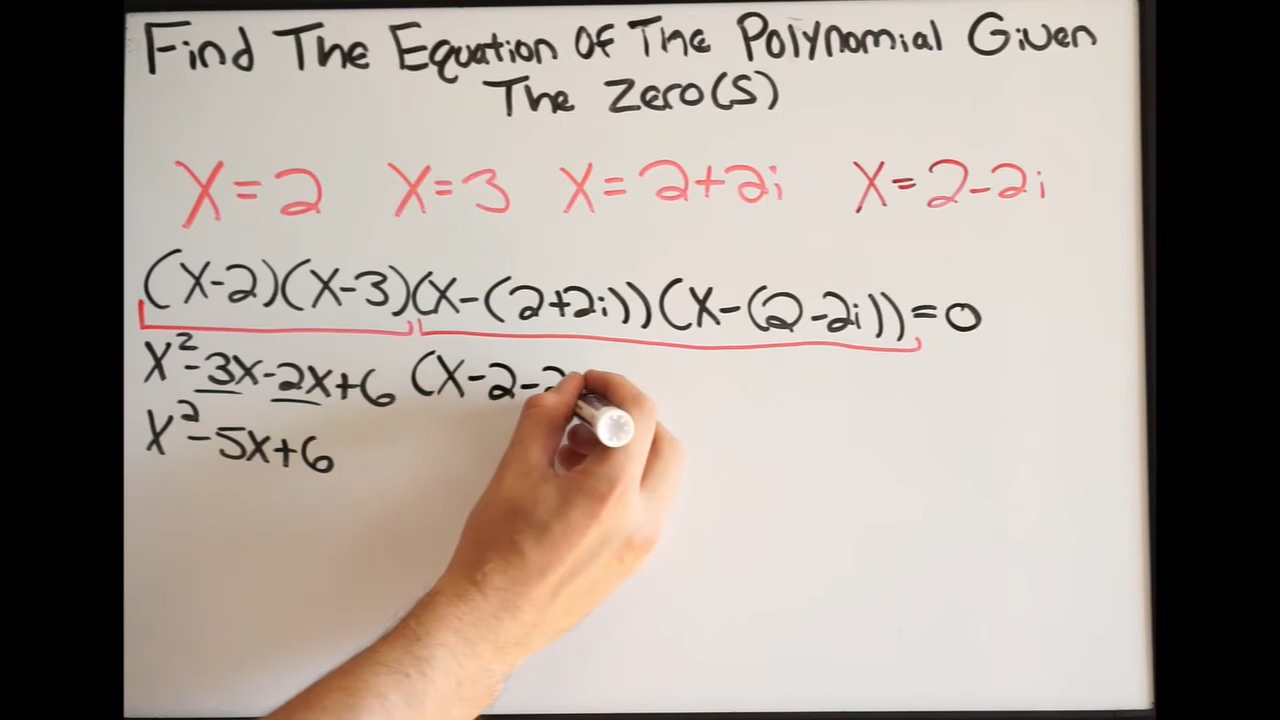 Find The Equation Of The Polynomial Given
The Zero(s)
X=2 X=3 X=2+2i X=2-2i
(X-2)(X-3)(X-(2+2i))(X-(2-2i))=0
X²-3X-2X+6 (X-2-2
X²-5X+6